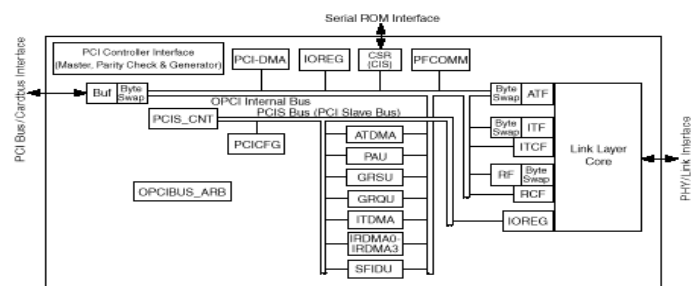 Serial ROM Interface
PCI Controller Interface
(Master, Parity Check & Generator)
PCI-DMA
IOREG
CSR
(CIS)
PFCOMM
PCI Bus/Cardbus Interface
Buf
Byte
Swap
OPCI Internal Bus
PCIS Bus (PCI Slave Bus)
PCIS_CNT
PCICFG
OPCIBUS_ARB
ATDMA
PAU
GRSU
GRQU
ITDMA
IRDMA0-
IRDMA3
SFIDU
Byte
Swap
ATF
Byte
Swap
ITF
ITCF
RF
Byte
Swap
RCF
IOREG
Link Layer
Core
PHY/Link Interface